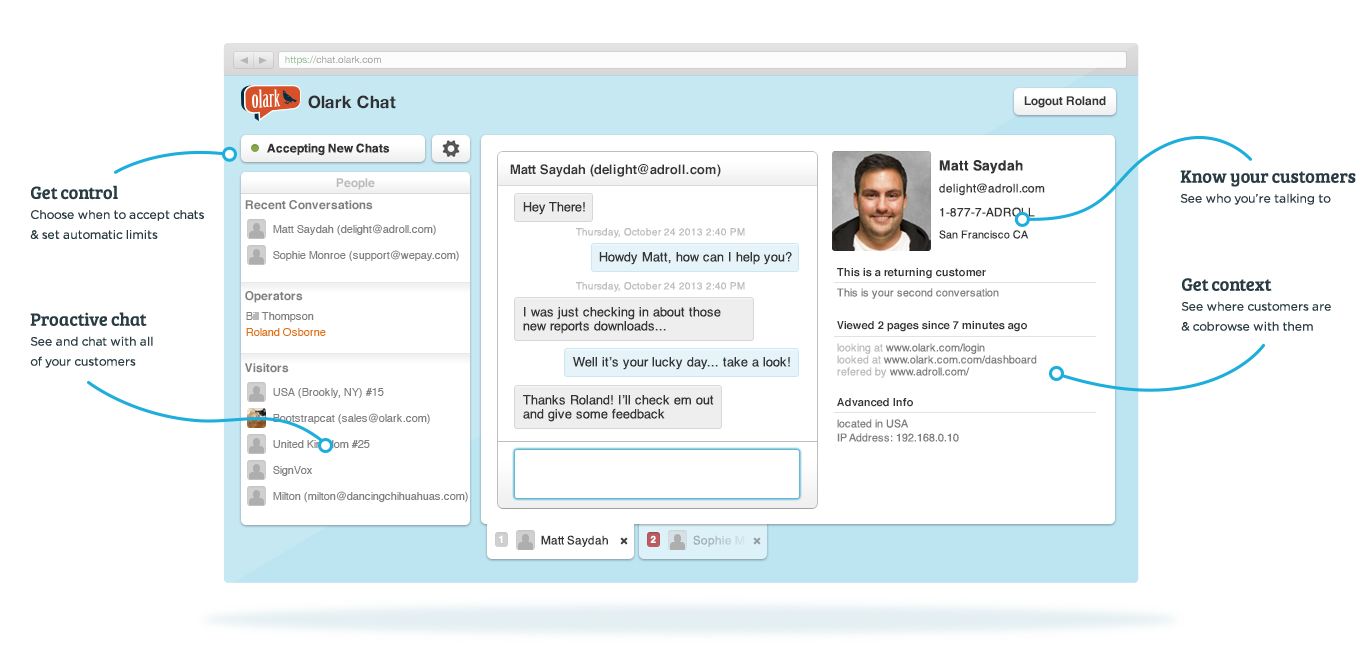 https://chat.olark.com
olark
Olark Chat
Logout Roland
Accepting New Chats
Get control
Choose when to accept chats
& set automatic limits
Proactive chat
See and chat with all
of your customers
People
Recent Conversations
Matt Saydah (delight@adroll.com)
Sophie Monroe (support@wepay.com)
Operators
Bill Thompson
Roland Osborne
Visitors
USA (Brookly, NY) #15
Bootstrapcat (sales@olark.com)
United Kingdom #25
SignVox
Milton (milton@dancingchihuahuas.com)
Matt Saydah (delight@adroll.com)
Hey There!
Thursday, October 24 2013 2:40 PM
Howdy Matt, how can I help you?
Thursday, October 24 2013 2:40 PM
I was just checking in about those
new reports downloads...
Well it's your lucky day... take a look!
Thanks Roland! I'll check em out
and give some feedback
1 Matt Saydah ×
2 Sophie M ×
Matt Saydah
delight@adroll.com
1-877-7-ADROLL
San Francisco CA
This is a returning customer
This is your second conversation
Viewed 2 pages since 7 minutes ago
looking at www.olark.com/login
looked at www.olark.com.com/dashboard
refered by www.adroll.com/
Advanced Info
located in USA
IP Address: 192.168.0.10
Know your customers
See who you're talking to
Get context
See where customers are
& cobrowse with them